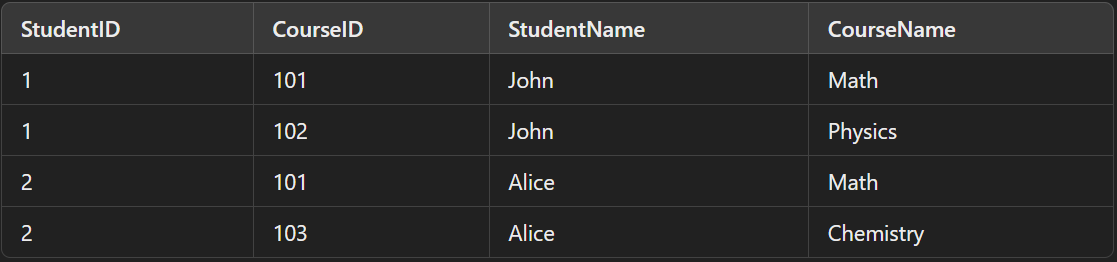 StudentID CourseID StudentName CourseName
1 101 John Math
1 102 John Physics
2 101 Alice Math
2 103 Alice Chemistry